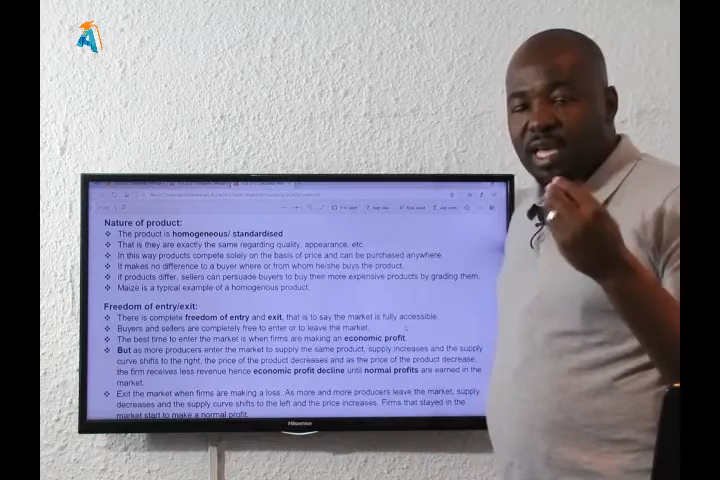 Nature of product:
❖ The product is homogeneous/ standardised
❖ That is they are exactly the same regarding quality, appearance, etc.
❖ In this way products compete solely on the basis of price and can be purchased anywhere.
❖ It makes no difference to a buyer where or from whom he/she buys the product.
❖ If products differ, sellers can persuade buyers to buy their more expensive products by grading them.
❖ Maize is a typical example of a homogenous product.
Freedom of entry/exit:
❖ There is complete freedom of entry and exit, that is to say the market is fully accessible.
❖ Buyers and sellers are completely free to enter or to leave the market.
❖ The best time to enter the market is when firms are making an economic profit.
❖ But as more producers enter the market to supply the same product, supply increases and the supply
curve shifts to the right, the price of the product decreases and as the price of the product decrease,
the firm receives less revenue hence economic profit decline until normal profits are earned in the
market.
❖ Exit the market when firms are making a loss. As more and more producers leave the market, supply
decreases and the supply curve shifts to the left and the price increases. Firms that stayed in the
market start to make a normal profit.
Hisense